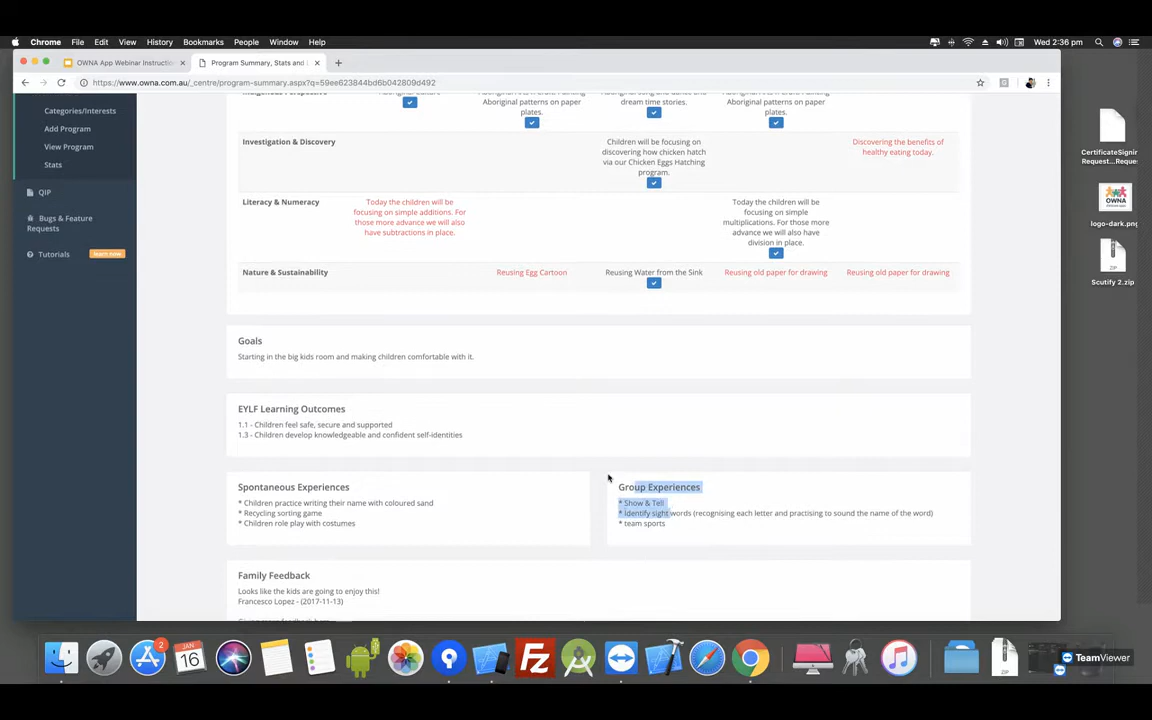 Chrome File Edit View History Bookmarks People Window Help
Wed 2:36 pm
OWNA App Webinar Instructi
Program Summary, Stats and
https://www.owna.com.au/_centre/program-summary.aspx?q=59ee623844bd6b042809d492
Categories/Interests
Add Program
View Program
Stats
QIP
Bugs & Feature
Requests
Tutorials
Aboriginal patterns on paper
plates.
dream time stories.
Aboriginal patterns on paper
plates.
Investigation & Discovery
Children will be focusing on
discovering how chicken hatch
via our Chicken Eggs Hatching
program.
Discovering the benefits of
healthy eating today.
Literacy & Numeracy
Today the children will be
focusing on simple additions. For
those more advance we will also
have subtractions in place.
Today the children will be
focusing on simple
multiplications. For those more
advance we will also have
division in place.
Nature & Sustainability
Reusing Egg Cartoon
Reusing Water from the Sink
Reusing old paper for drawing
Reusing old paper for drawing
Goals
Starting in the big kids room and making children comfortable with it.
EYLF Learning Outcomes
1.1 - Children feel safe, secure and supported
1.3 - Children develop knowledgeable and confident self-identities
Spontaneous Experiences
* Children practice writing their name with coloured sand
* Recycling sorting game
* Children role play with costumes
Group Experiences
* Show & Tell
* Identify sight words (recognising each letter and practising to sound the name of the word)
* team sports
Family Feedback
Looks like the kids are going to enjoy this!
Francesco Lopez - (2017-11-13)
CertificateSignin
Request...Reque
OWNA
logo-dark.png
ZIP
Scutify 2.zip
2
JAN
16
Fz
ZIP
TeamViewer